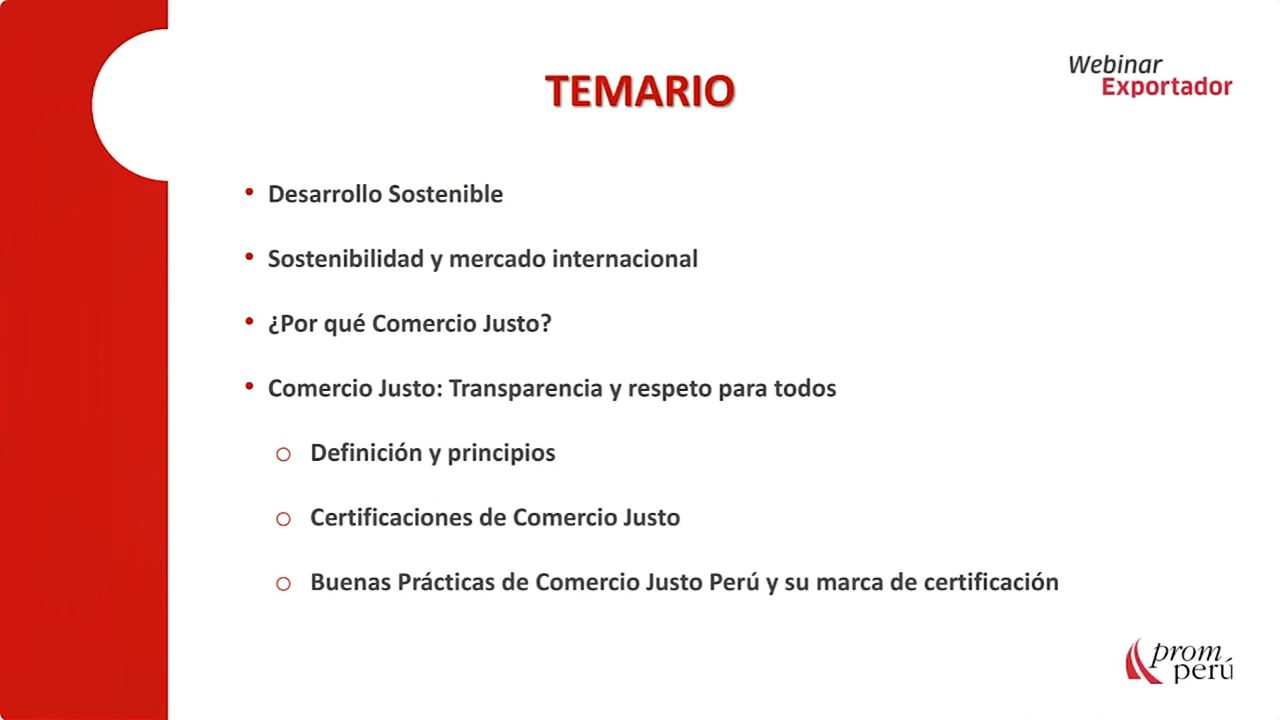 TEMARIO
Webinar
Exportador
• Desarrollo Sostenible
• Sostenibilidad y mercado internacional
• ¿Por qué Comercio Justo?
• Comercio Justo: Transparencia y respeto para todos
o Definición y principios
o Certificaciones de Comercio Justo
o Buenas Prácticas de Comercio Justo Perú y su marca de certificación
prom
perú